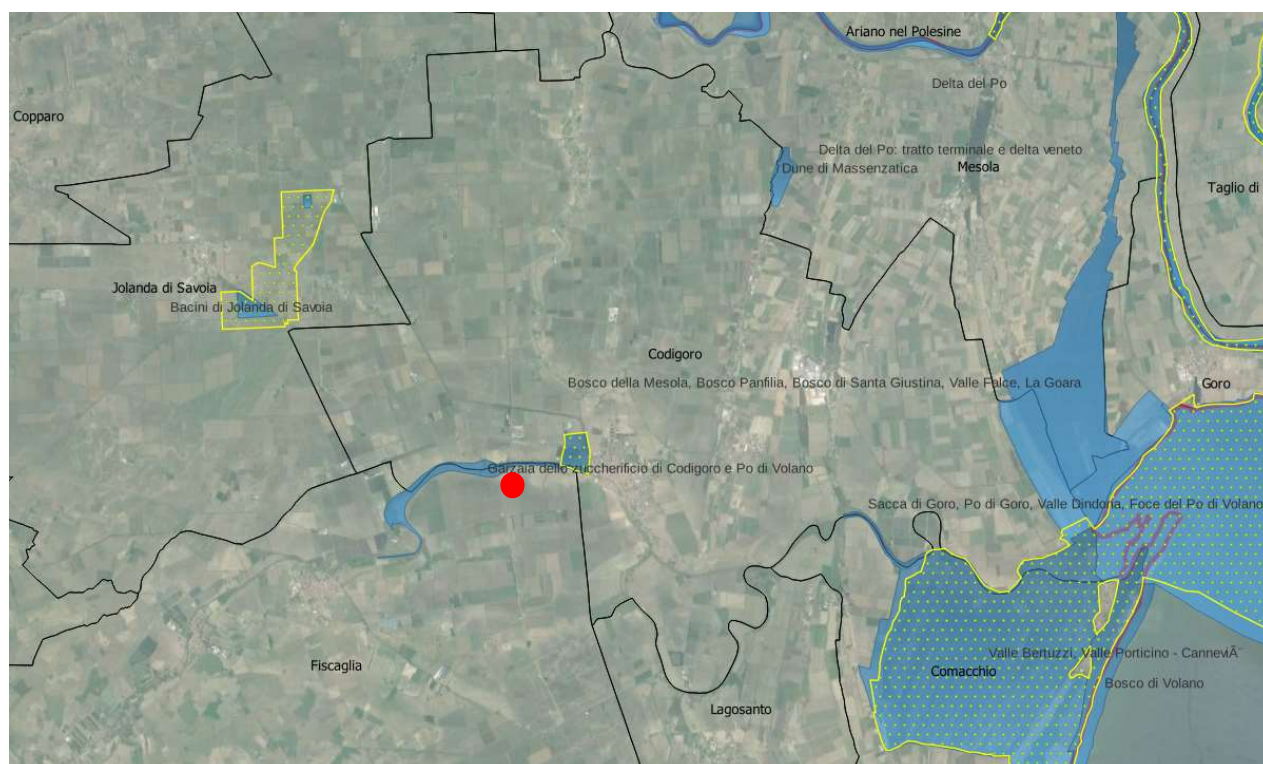 Ariano nel Polesine
Delta del Po
Copparo
Delta del Po: tratto terminale e delta veneto
Dune di Massenzatica
Mesola
Taglio di
Jolanda di Savoia
Bacini di Jolanda di Savoia
Codigoro
Bosco della Mesola, Bosco Panfilia, Bosco di Santa Giustina, Valle Falce, La Goara
Goro
Garzaia dello zuccherificio di Codigoro e Po di Volano
Sacca di Goro, Po di Goro, Valle Dindona, Foce del Po di Volano
Fiscaglia
Valle Bertuzzi, Valle Porticino - CanneviÃ¨
Comacchio
Bosco di Volano
Lagosanto